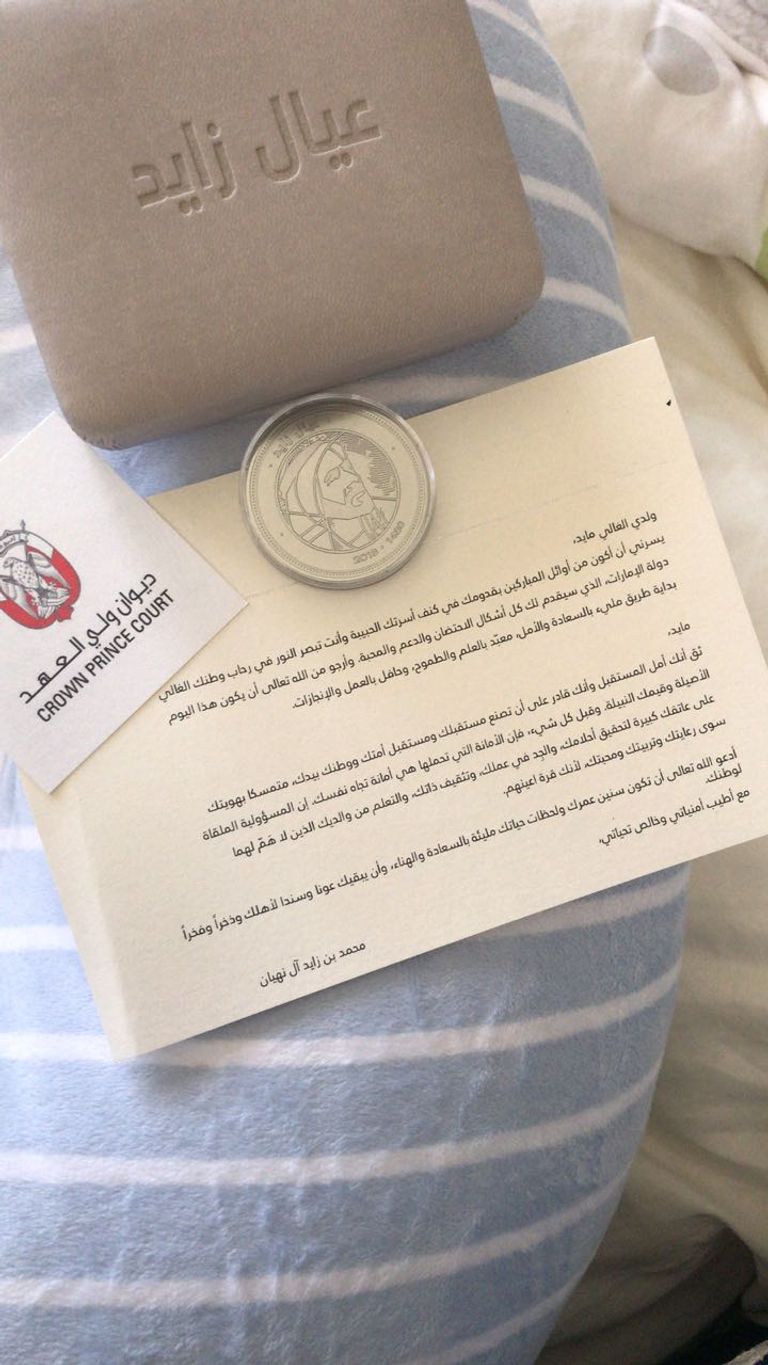 عيال زايد
عيال زايد
2018 - 1439
ديوان ولي العهد
CROWN PRINCE COURT
ولدي الغالي مايد،
يسرني أن أكون من أوائل المباركين بقدومك في كنف أسرتك الحبيبة وأنت تبصر النور في رحاب وطنك الغالي
دولة الإمارات، الذي سيقدم لك كل أشكال الاحتضان والدعم والمحبة. وأرجو من الله تعالى أن يكون هذا اليوم
بداية طريق مليء بالسعادة والأمل، معبّد بالعلم والطموح، وحافل بالعمل والإنجازات.
مايد،
ثق أنك أمل المستقبل وأنك قادر على أن تصنع مستقبلك ومستقبل أمتك ووطنك بيدك، متمسكا بهويتك
الأصيلة وقيمك النبيلة. وقبل كل شيء، فإن الأمانة التي تحملها هي أمانة تجاه نفسك. إن المسؤولية الملقاة
على عاتقك كبيرة لتحقيق أحلامك، والجد في عملك، وتثقيف ذاتك، والتعلم من والديك الذين لا هَمّ لهما
سوى رعايتك وتربيتك ومحبتك، لأنك قرة اعينهم.
أدعو الله تعالى أن تكون سنين عمرك ولحظات حياتك مليئة بالسعادة والهناء، وأن يبقيك عونا وسندا لأهلك وذخراً وفخراً
لوطنك.
مع أطيب أمنياتي وخالص تحياتي،
محمد بن زايد آل نهيان